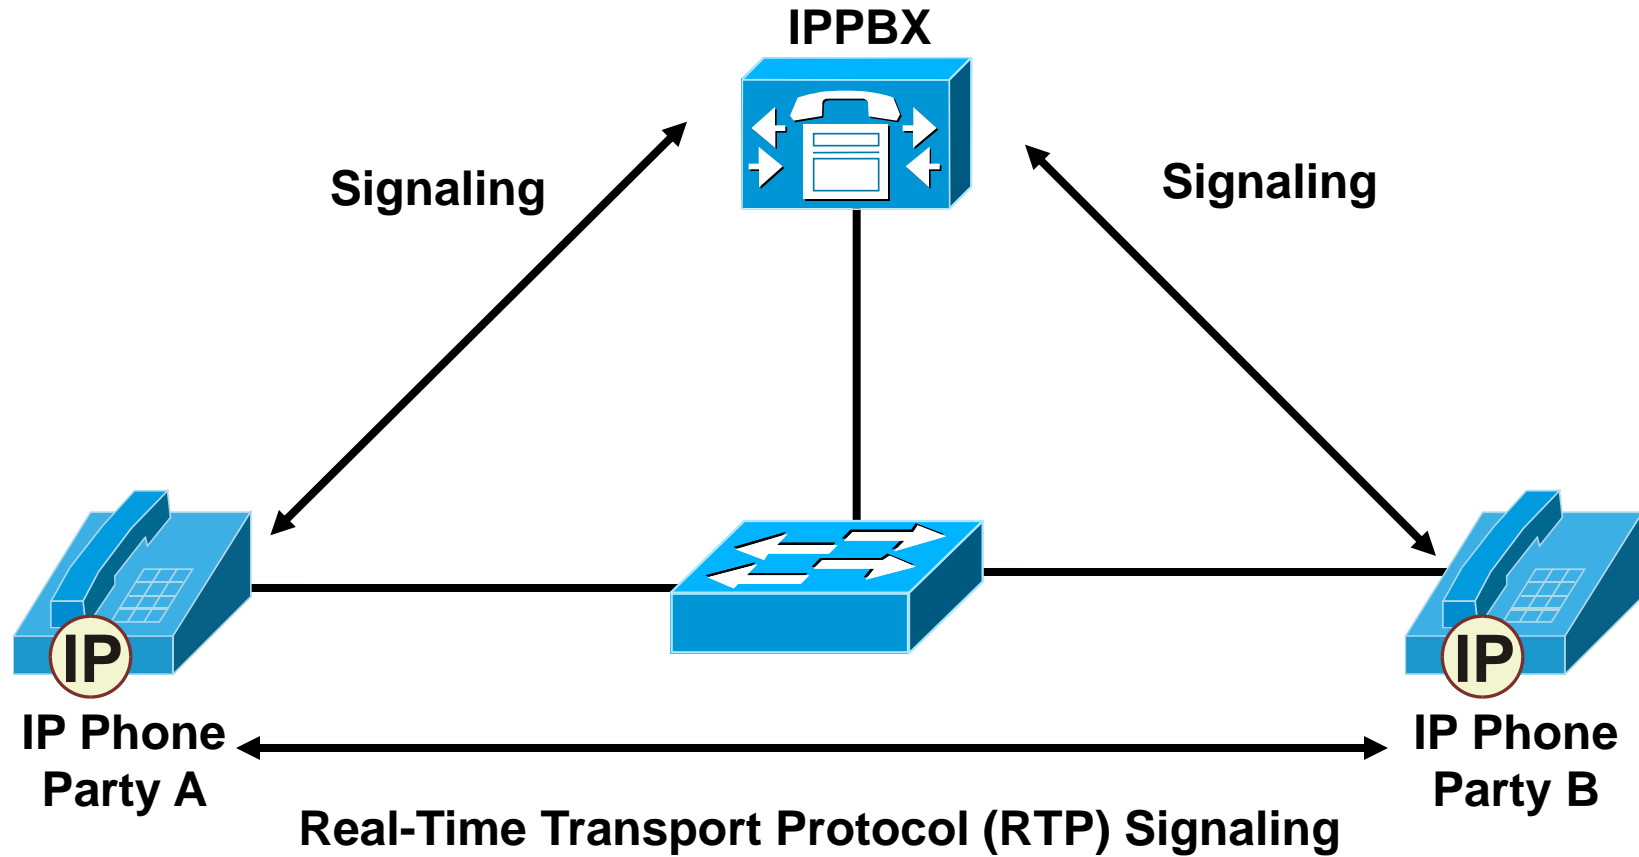 IPPBX
Signaling
Signaling
IP
IP
IP Phone
Party A
IP Phone
Party B
Real-Time Transport Protocol (RTP) Signaling